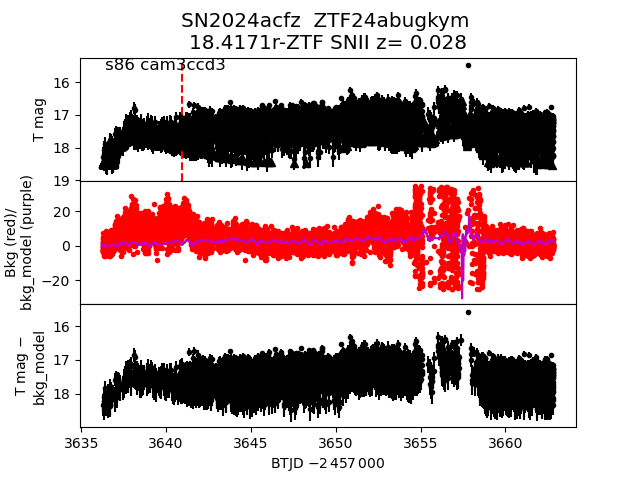 SN2024acfz  ZTF24abugkym
18.4171r-ZTF SNII z= 0.028
s86 cam3ccd3
T mag
16
17
18
19
Bkg (red)/
bkg_model (purple)
20
0
−20
T mag −
bkg_model
16
17
18
3635
3640
3645
3650
3655
3660
BTJD −2 457 000